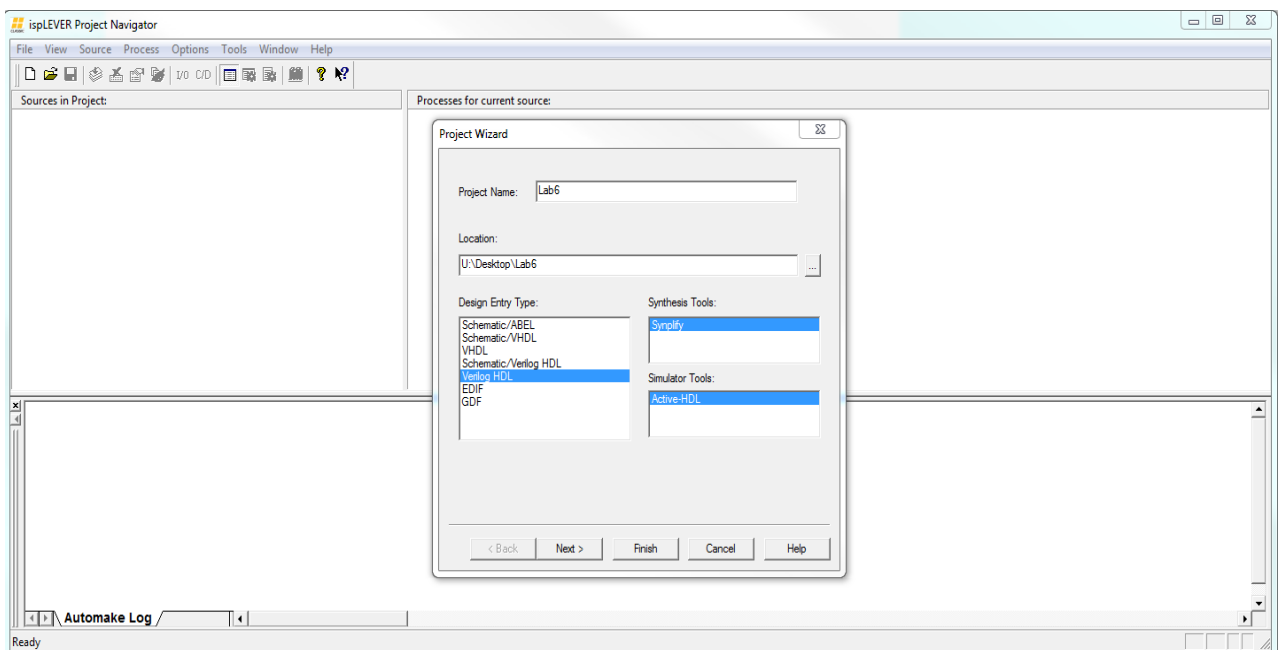 ispLEVER Project Navigator
File View Source Process Options Tools Window Help
I/O C/D
Sources in Project:
Processes for current source:
Project Wizard
Project Name: Lab6
Location:
U:\Desktop\Lab6
...
Design Entry Type:
Schematic/ABEL
Schematic/VHDL
VHDL
Schematic/Verilog HDL
Verilog HDL
EDIF
GDF
Synthesis Tools:
Synplify
Simulator Tools:
Active-HDL
< Back Next > Finish Cancel Help
Automake Log
Ready